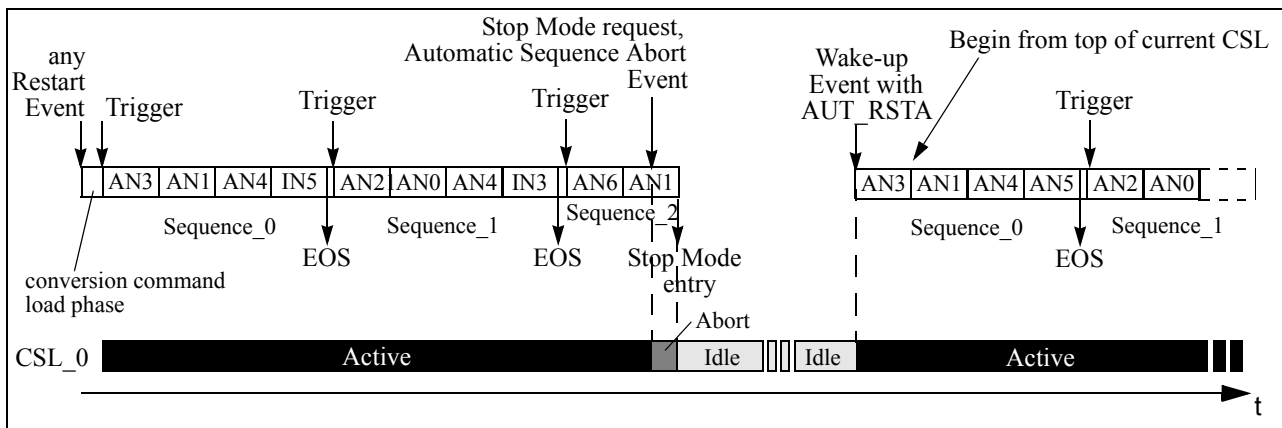 any
Restart
Event
Trigger
Trigger
Stop Mode request,
Automatic Sequence Abort
Event
Trigger
Wake-up
Event with
AUT_RSTA
Begin from top of current CSL
Trigger
AN3 AN1 AN4 IN5 AN21AN0 AN4 IN3 AN6 AN1
AN3 AN1 AN4 AN5 AN2 AN0
Sequence_0
Sequence_1
Sequence_2
Sequence_0
Sequence_1
EOS
EOS
Stop Mode
entry
EOS
conversion command
load phase
Abort
CSL_0
Active
Idle
Idle
Active
t